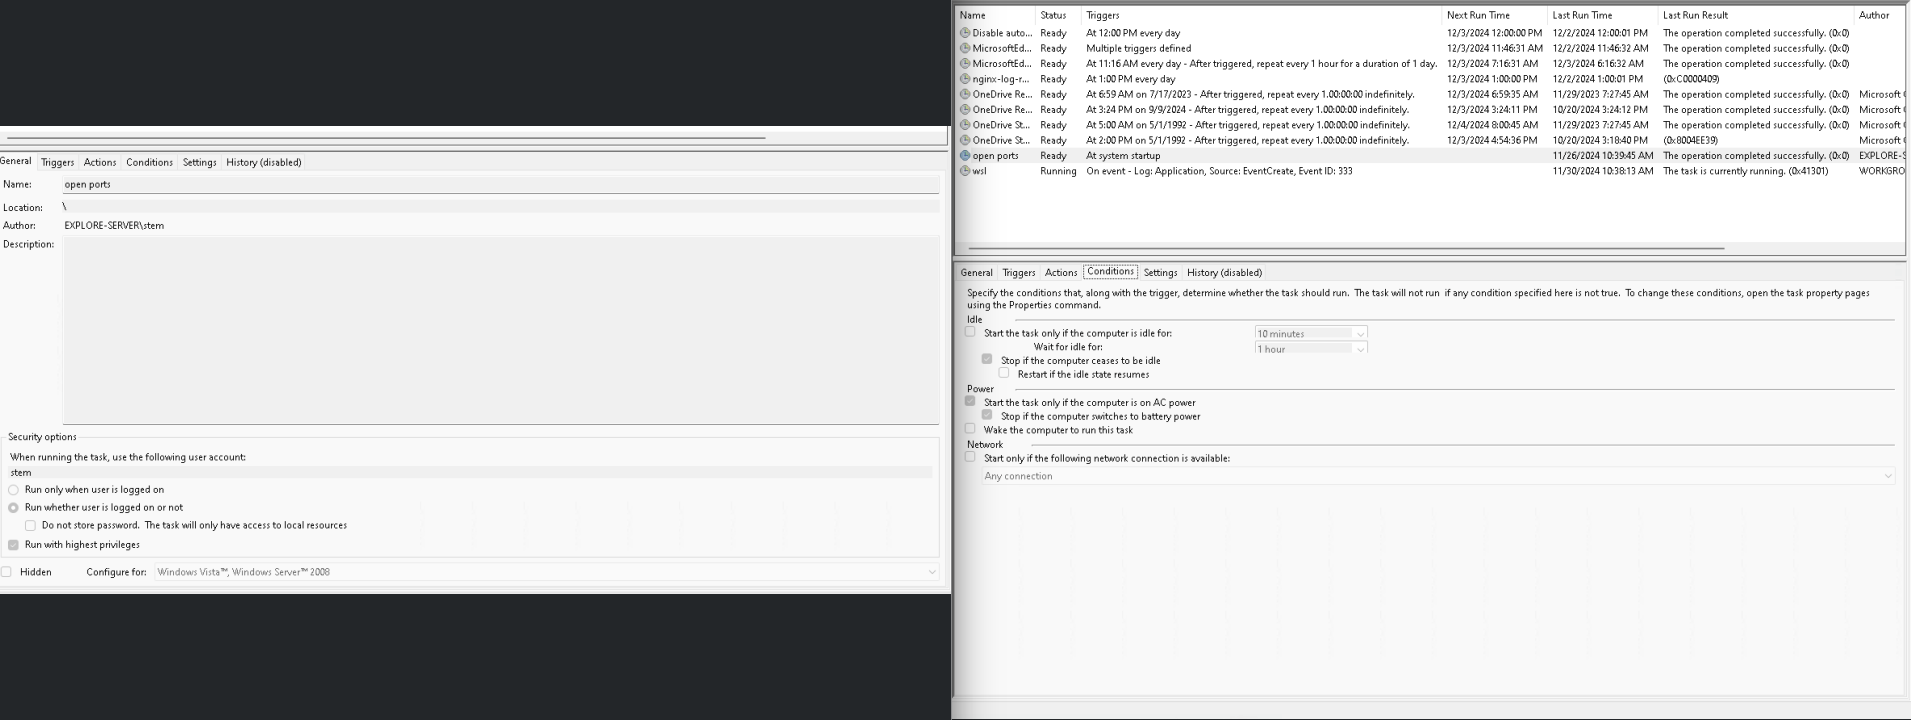 General Triggers Actions Conditions Settings History (disabled)
Name: open ports
Location: \
Author: EXPLORE-SERVER\stem
Description:
Security options
When running the task, use the following user account:
stem
Run only when user is logged on
Run whether user is logged on or not
Do not store password. The task will only have access to local resources
Run with highest privileges
Hidden Configure for: Windows Vista™, Windows Server™ 2008
Name Status Triggers Next Run Time Last Run Time Last Run Result Author
Disable auto... Ready At 12:00 PM every day 12/3/2024 12:00:00 PM 12/2/2024 12:00:01 PM The operation completed successfully. (0x0)
MicrosoftEd... Ready Multiple triggers defined 12/3/2024 11:46:31 AM 12/2/2024 11:46:32 AM The operation completed successfully. (0x0)
MicrosoftEd... Ready At 11:16 AM every day - After triggered, repeat every 1 hour for a duration of 1 day. 12/3/2024 7:16:31 AM 12/3/2024 6:16:32 AM The operation completed successfully. (0x0)
nginx-log-r... Ready At 1:00 PM every day 12/3/2024 1:00:00 PM 12/2/2024 1:00:01 PM (0xC0000409)
OneDrive Re... Ready At 6:59 AM on 7/17/2023 - After triggered, repeat every 1.00:00:00 indefinitely. 12/3/2024 6:59:35 AM 11/29/2023 7:27:45 AM The operation completed successfully. (0x0) Microsoft
OneDrive Re... Ready At 3:24 PM on 9/9/2024 - After triggered, repeat every 1.00:00:00 indefinitely. 12/3/2024 3:24:11 PM 10/20/2024 3:24:12 PM The operation completed successfully. (0x0) Microsoft
OneDrive St... Ready At 5:00 AM on 5/1/1992 - After triggered, repeat every 1.00:00:00 indefinitely. 12/4/2024 8:00:45 AM 11/29/2023 7:27:45 AM The operation completed successfully. (0x0) Microsoft
OneDrive St... Ready At 2:00 PM on 5/1/1992 - After triggered, repeat every 1.00:00:00 indefinitely. 12/3/2024 4:54:36 PM 10/20/2024 3:18:40 PM (0x8004EE39) Microsoft
open ports Ready At system startup 11/26/2024 10:39:45 AM The operation completed successfully. (0x0) EXPLORE-S
wsl Running On event - Log: Application, Source: EventCreate, Event ID: 333 11/30/2024 10:38:13 AM The task is currently running. (0x41301) WORKGRO
General Triggers Actions Conditions Settings History (disabled)
Specify the conditions that, along with the trigger, determine whether the task should run. The task will not run if any condition specified here is not true. To change these conditions, open the task property pages
using the Properties command.
Idle
Start the task only if the computer is idle for: 10 minutes
Wait for idle for: 1 hour
Stop if the computer ceases to be idle
Restart if the idle state resumes
Power
Start the task only if the computer is on AC power
Stop if the computer switches to battery power
Wake the computer to run this task
Network
Start only if the following network connection is available:
Any connection